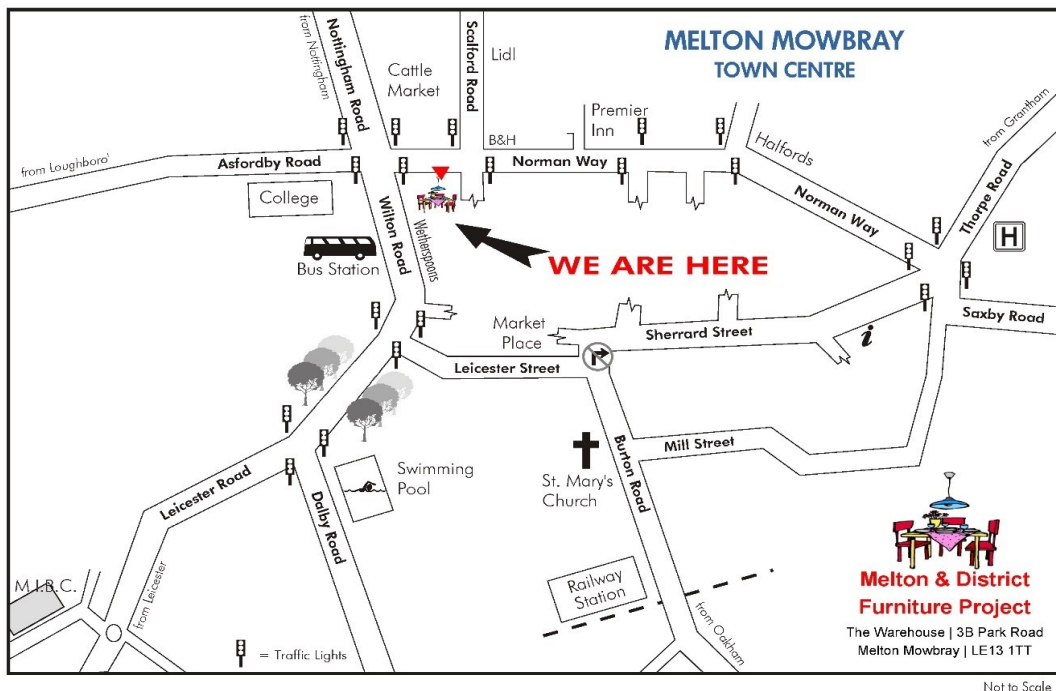 MELTON MOWBRAY
TOWN CENTRE
from Nottingham
Nottingham Road
Cattle
Market
Scalford Road
Lidl
B&H
Premier
Inn
Halfords
from Grantham
Thorpe Road
from Loughboro'
Asfordby Road
Norman Way
Norman Way
College
Wilton Road
Wetherspoons
Bus Station
WE ARE HERE
H
Saxby Road
Market
Place
Sherrard Street
i
Leicester Street
Mill Street
Burton Road
St. Mary's
Church
Swimming
Pool
Leicester Road
Dalby Road
M.I.B.C.
from Leicester
Railway
Station
from Oakham
= Traffic Lights
Melton & District
Furniture Project
The Warehouse | 3B Park Road
Melton Mowbray | LE13 1TT
Not to Scale